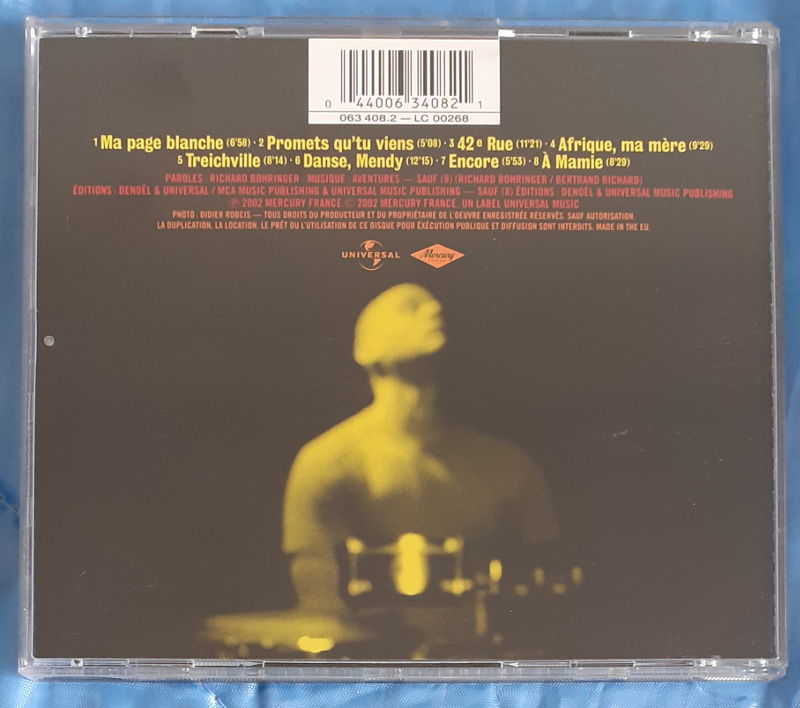 0 44006 34082 1
063 408.2 — LC 00268
1 Ma page blanche (6'58) · 2 Promets qu'tu viens (5'08) · 3 42e Rue (11'21) · 4 Afrique, ma mère (9'29)
5 Treichville (8'14) · 6 Danse, Mendy (12'15) · 7 Encore (5'53) · 8 À Mamie (8'29)
PAROLES : RICHARD BOHRINGER · MUSIQUE : AVENTURES — SAUF (8) (RICHARD BOHRINGER / BERTRAND RICHARD)
ÉDITIONS : DENOËL & UNIVERSAL / MCA MUSIC PUBLISHING & UNIVERSAL MUSIC PUBLISHING — SAUF (8) ÉDITIONS : DENOËL & UNIVERSAL MUSIC PUBLISHING
℗ 2002 MERCURY FRANCE © 2002 MERCURY FRANCE, UN LABEL UNIVERSAL MUSIC
PHOTO : DIDIER ROBCIS — TOUS DROITS DU PRODUCTEUR ET DU PROPRIÉTAIRE DE L'OEUVRE ENREGISTRÉE RÉSERVÉS. SAUF AUTORISATION,
LA DUPLICATION, LA LOCATION, LE PRÊT OU L'UTILISATION DE CE DISQUE POUR EXÉCUTION PUBLIQUE ET DIFFUSION SONT INTERDITS. MADE IN THE EU.
UNIVERSAL Mercury